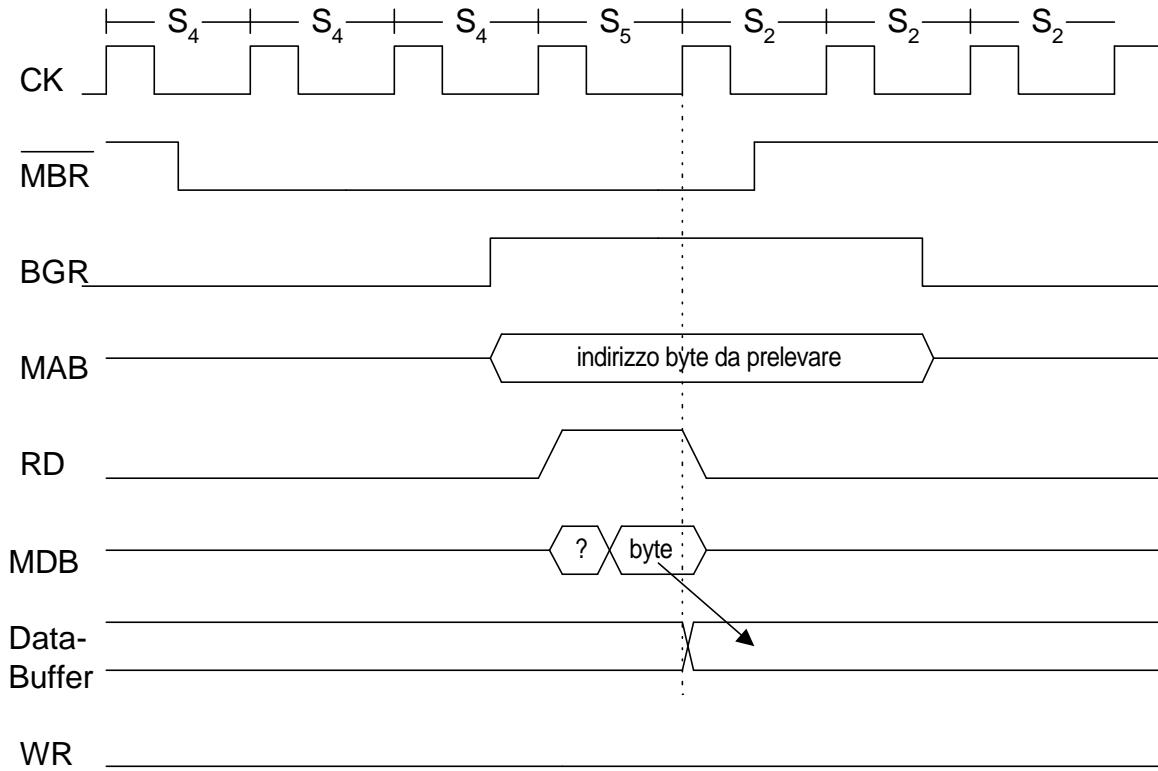 S4 S4 S4 S5 S2 S2 S2
CK
MBR
BGR
MAB indirizzo byte da prelevare
RD
MDB ? byte
Data-
Buffer
WR